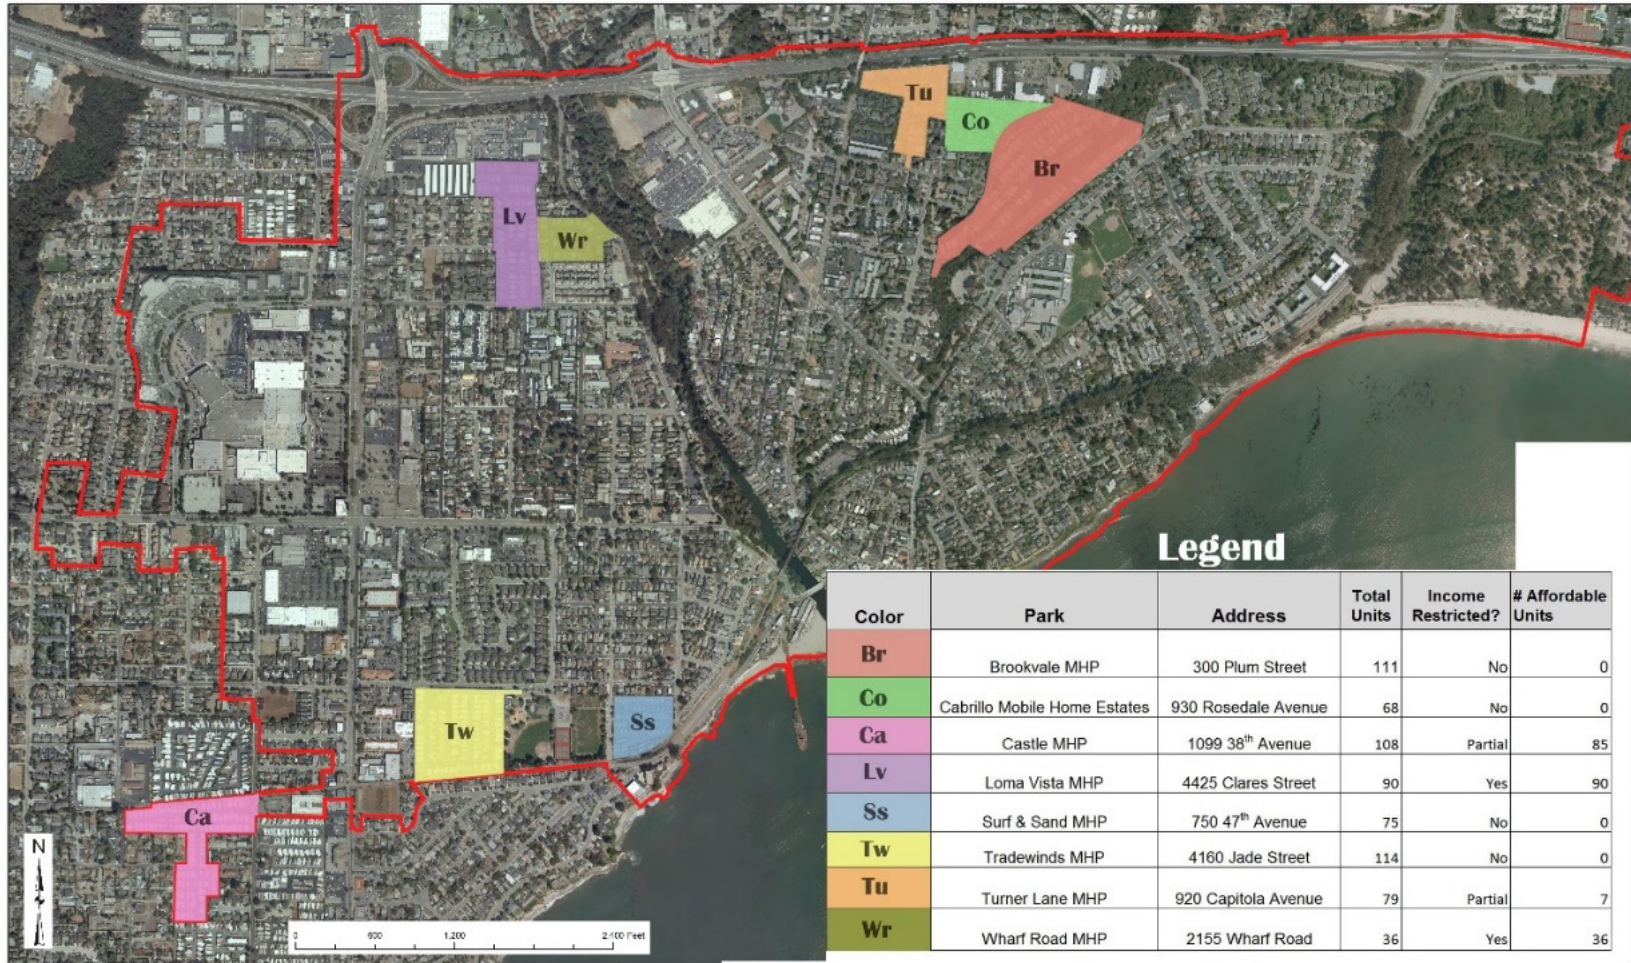 Tu
Co
Br
Lv
Wr
Tw
Ss
Ca
N
0 600 1,200 2,400 Feet
Legend
Color Park Address Total Units Income Restricted? # Affordable Units
Br Brookvale MHP 300 Plum Street 111 No 0
Co Cabrillo Mobile Home Estates 930 Rosedale Avenue 68 No 0
Ca Castle MHP 1099 38th Avenue 108 Partial 85
Lv Loma Vista MHP 4425 Clares Street 90 Yes 90
Ss Surf & Sand MHP 750 47th Avenue 75 No 0
Tw Tradewinds MHP 4160 Jade Street 114 No 0
Tu Turner Lane MHP 920 Capitola Avenue 79 Partial 7
Wr Wharf Road MHP 2155 Wharf Road 36 Yes 36